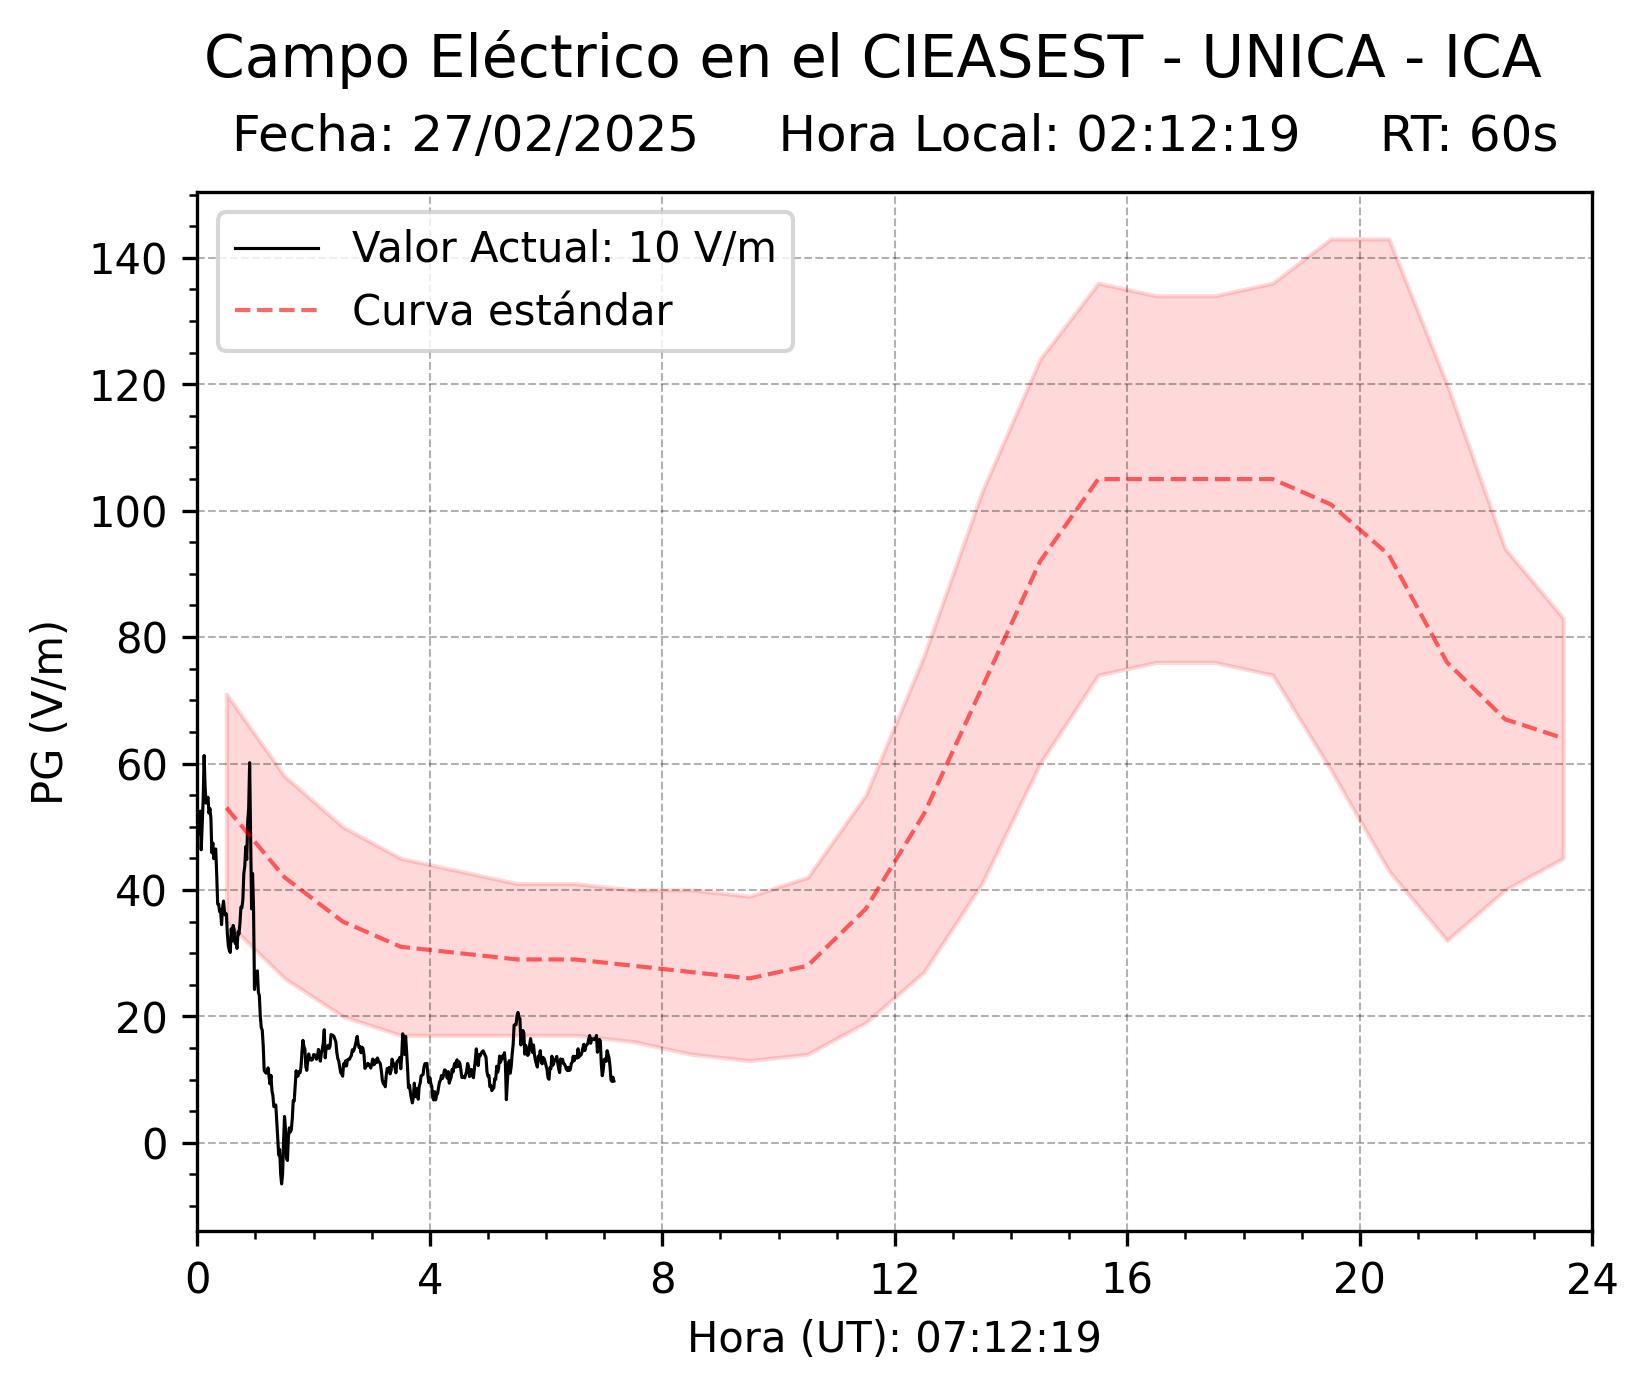 Campo Eléctrico en el CIEASEST - UNICA - ICA
Fecha: 27/02/2025 Hora Local: 02:12:19 RT: 60s
Valor Actual: 10 V/m
Curva estándar
140
120
100
80
60
40
20
0
PG (V/m)
0 4 8 12 16 20 24
Hora (UT): 07:12:19